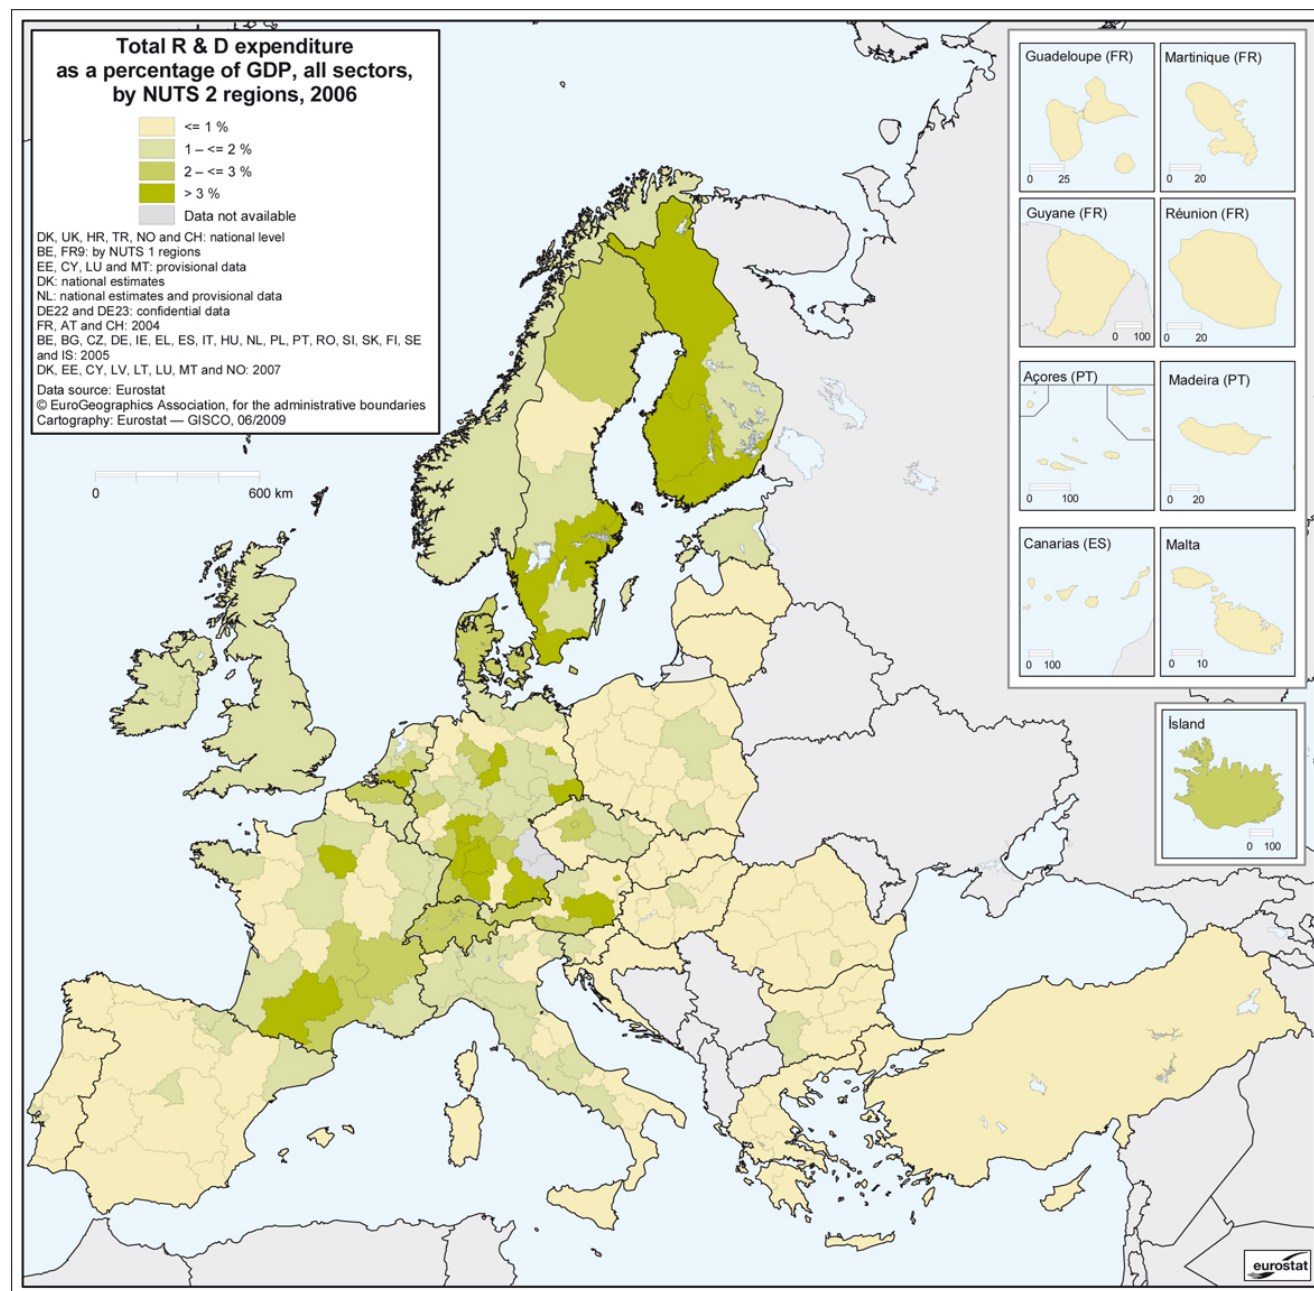 Total R & D expenditure
as a percentage of GDP, all sectors,
by NUTS 2 regions, 2006
<= 1 %
1 – <= 2 %
2 – <= 3 %
> 3 %
Data not available
DK, UK, HR, TR, NO and CH: national level
BE, FR9: by NUTS 1 regions
EE, CY, LU and MT: provisional data
DK: national estimates
NL: national estimates and provisional data
DE22 and DE23: confidential data
FR, AT and CH: 2004
BE, BG, CZ, DE, IE, EL, ES, IT, HU, NL, PL, PT, RO, SI, SK, FI, SE
and IS: 2005
DK, EE, CY, LV, LT, LU, MT and NO: 2007
Data source: Eurostat
© EuroGeographics Association, for the administrative boundaries
Cartography: Eurostat — GISCO, 06/2009
0 600 km
Guadeloupe (FR)
0 25
Martinique (FR)
0 20
Guyane (FR)
0 100
Réunion (FR)
0 20
Açores (PT)
0 100
Madeira (PT)
0 20
Canarias (ES)
0 100
Malta
0 10
Ísland
0 100
eurostat